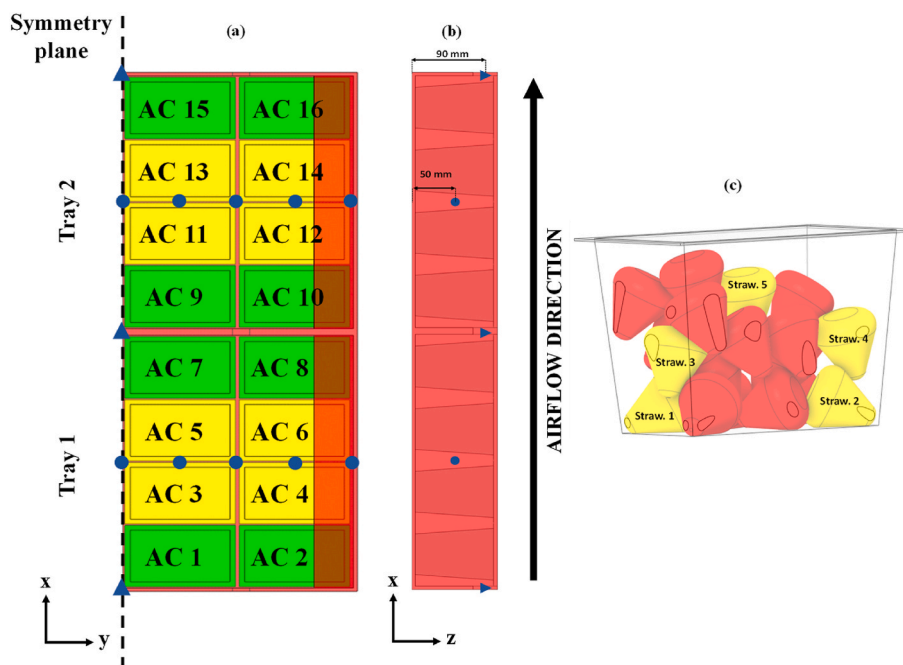 Symmetry
plane
(a)
(b)
90 mm
AC 15
AC 16
AC 13
AC 14
50 mm
Tray 2
(c)
AC 11
AC 12
AC 9
AC 10
AIRFLOW DIRECTION
Straw. 5
Straw. 4
Straw. 3
Straw. 2
Straw. 1
AC 7
AC 8
AC 5
AC 6
Tray 1
AC 3
AC 4
AC 1
AC 2
x
y
x
z